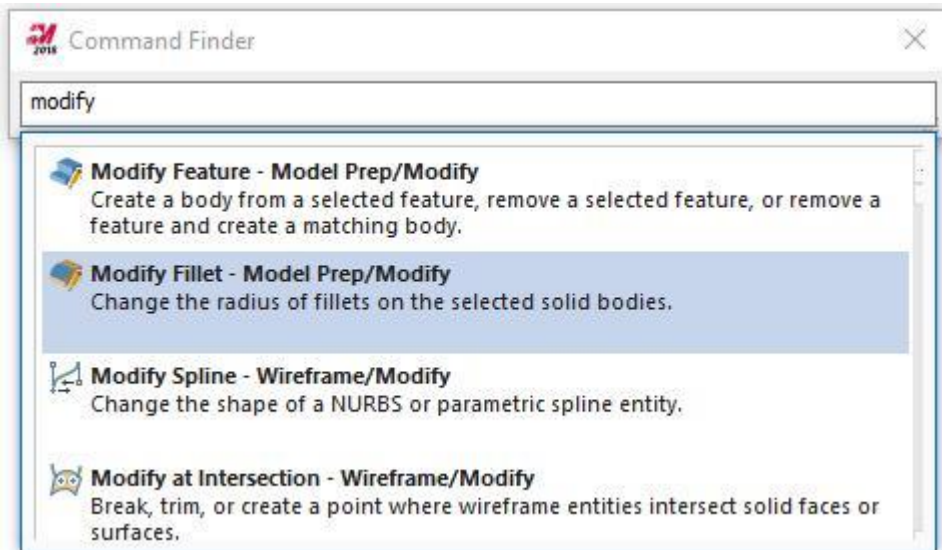 2018
Command Finder
modify
Modify Feature - Model Prep/Modify
Create a body from a selected feature, remove a selected feature, or remove a
feature and create a matching body.
Modify Fillet - Model Prep/Modify
Change the radius of fillets on the selected solid bodies.
Modify Spline - Wireframe/Modify
Change the shape of a NURBS or parametric spline entity.
Modify at Intersection - Wireframe/Modify
Break, trim, or create a point where wireframe entities intersect solid faces or
surfaces.